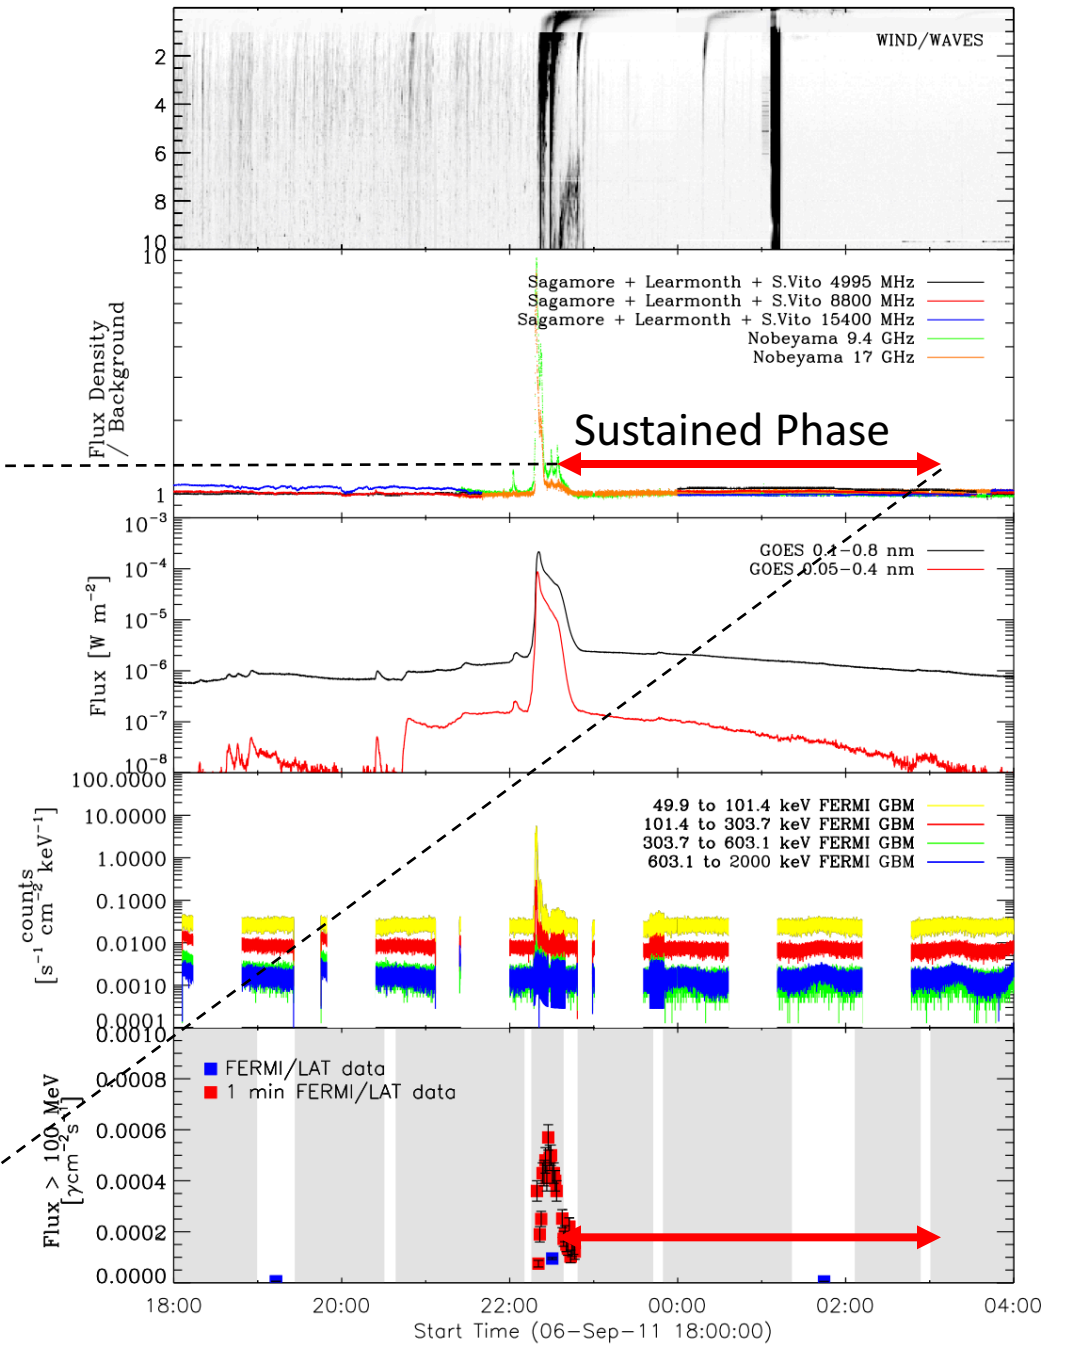 WIND/WAVES
2
4
6
8
10
10
Sagamore + Learmonth + S.Vito 4995 MHz
Sagamore + Learmonth + S.Vito 8800 MHz
Sagamore + Learmonth + S.Vito 15400 MHz
Nobeyama 9.4 GHz
Nobeyama 17 GHz
Flux Density
/ Background
Sustained Phase
1
10⁻³
GOES 0.1-0.8 nm
GOES 0.05-0.4 nm
10⁻⁴
10⁻⁵
10⁻⁶
10⁻⁷
10⁻⁸
Flux [W m⁻²]
100.0000
49.9 to 101.4 keV FERMI GBM
101.4 to 303.7 keV FERMI GBM
303.7 to 603.1 keV FERMI GBM
603.1 to 2000 keV FERMI GBM
10.0000
1.0000
0.1000
0.0100
0.0010
0.0001
counts
[s⁻¹ cm⁻² keV⁻¹]
0.0010
FERMI/LAT data
1 min FERMI/LAT data
0.0008
0.0006
0.0004
0.0002
0.0000
Flux > 100 MeV
[γcm⁻²s⁻¹]
18:00 20:00 22:00 00:00 02:00 04:00
Start Time (06-Sep-11 18:00:00)